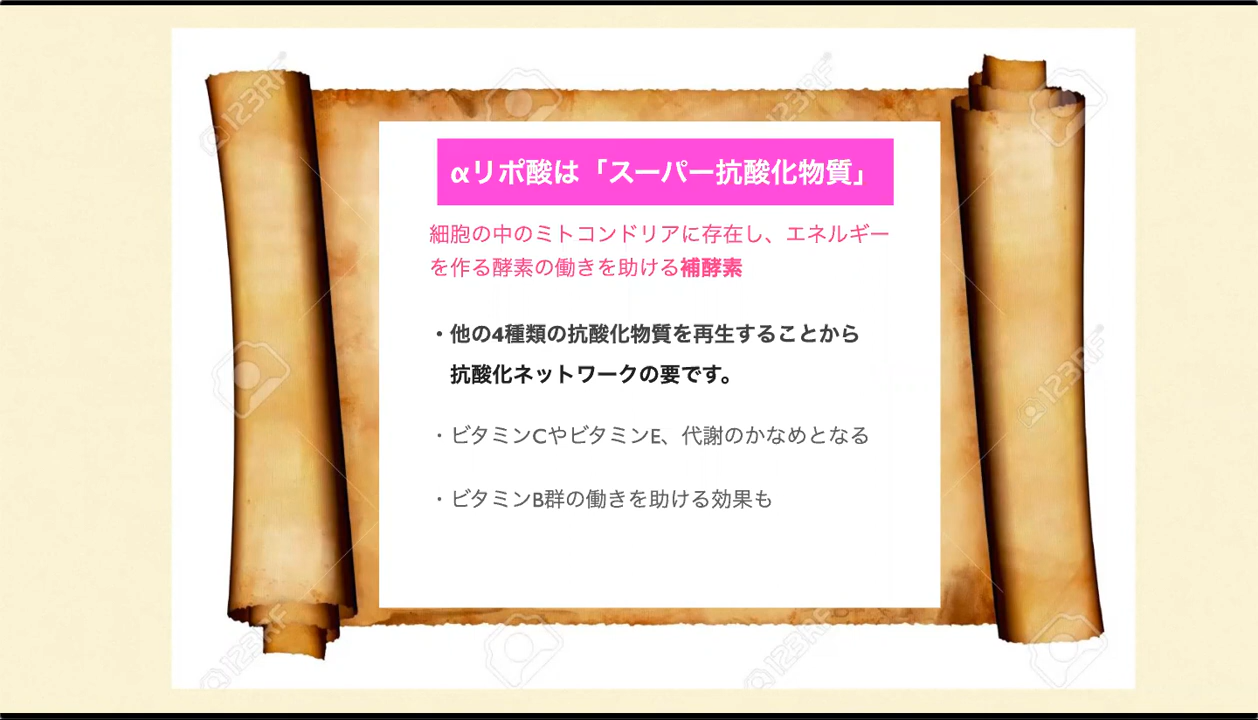 αリポ酸は「スーパー抗酸化物質」
細胞の中のミトコンドリアに存在し、エネルギー
を作る酵素の働きを助ける補酵素
・他の4種類の抗酸化物質を再生することから
抗酸化ネットワークの要です。
・ビタミンCやビタミンE、代謝のかなめとなる
・ビタミンB群の働きを助ける効果も
123RF
123RF
123RF
123RF
123RF